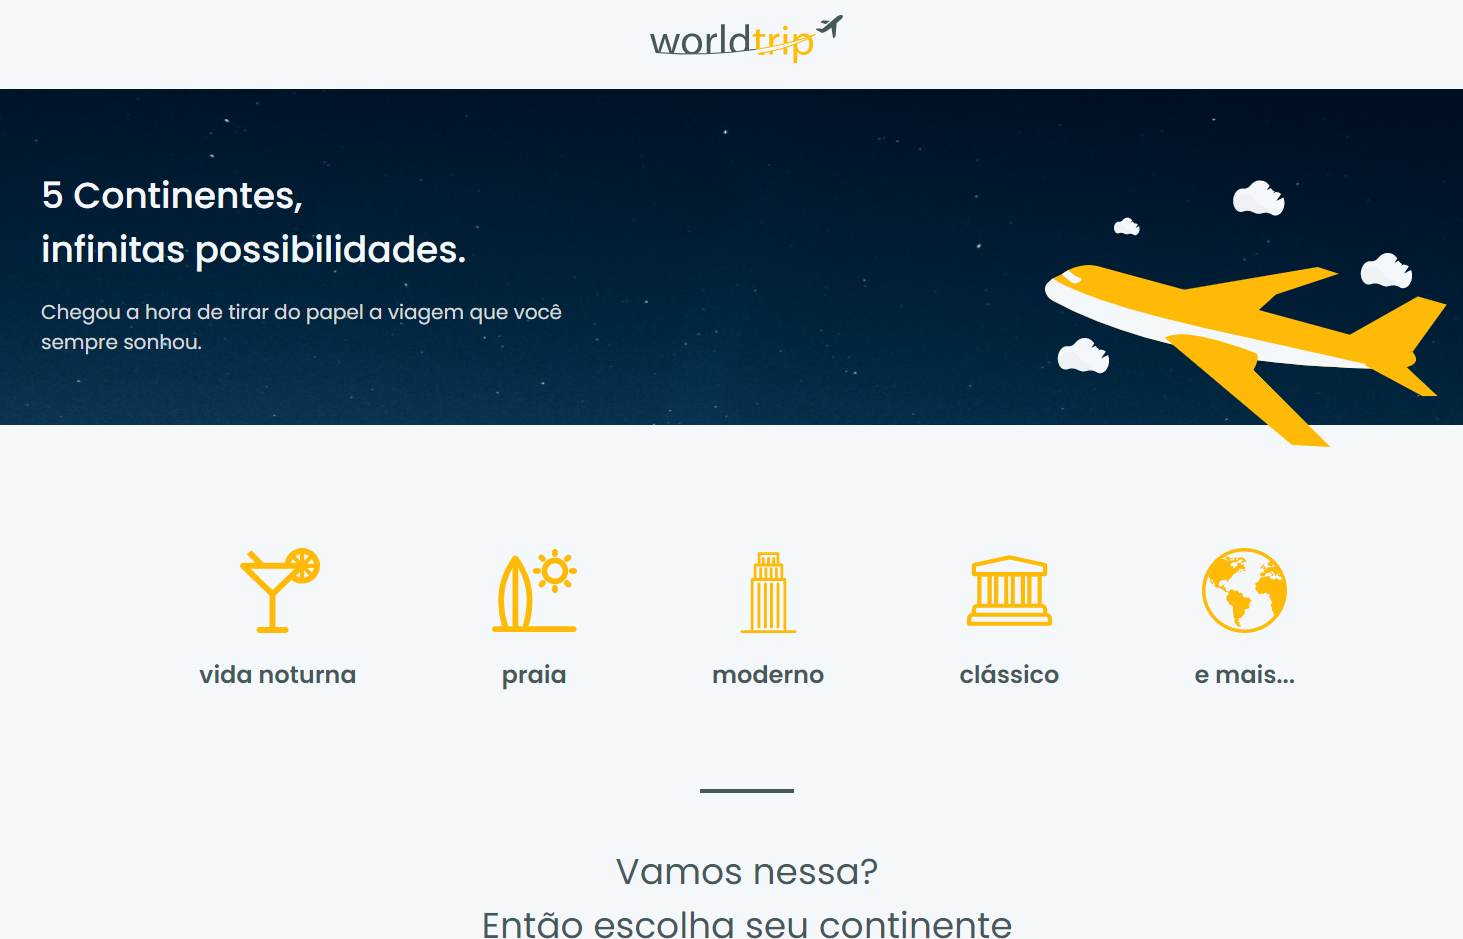 worldtrip
5 Continentes,
infinitas possibilidades.
Chegou a hora de tirar do papel a viagem que você
sempre sonhou.
vida noturna
praia
moderno
clássico
e mais...
Vamos nessa?
Então escolha seu continente